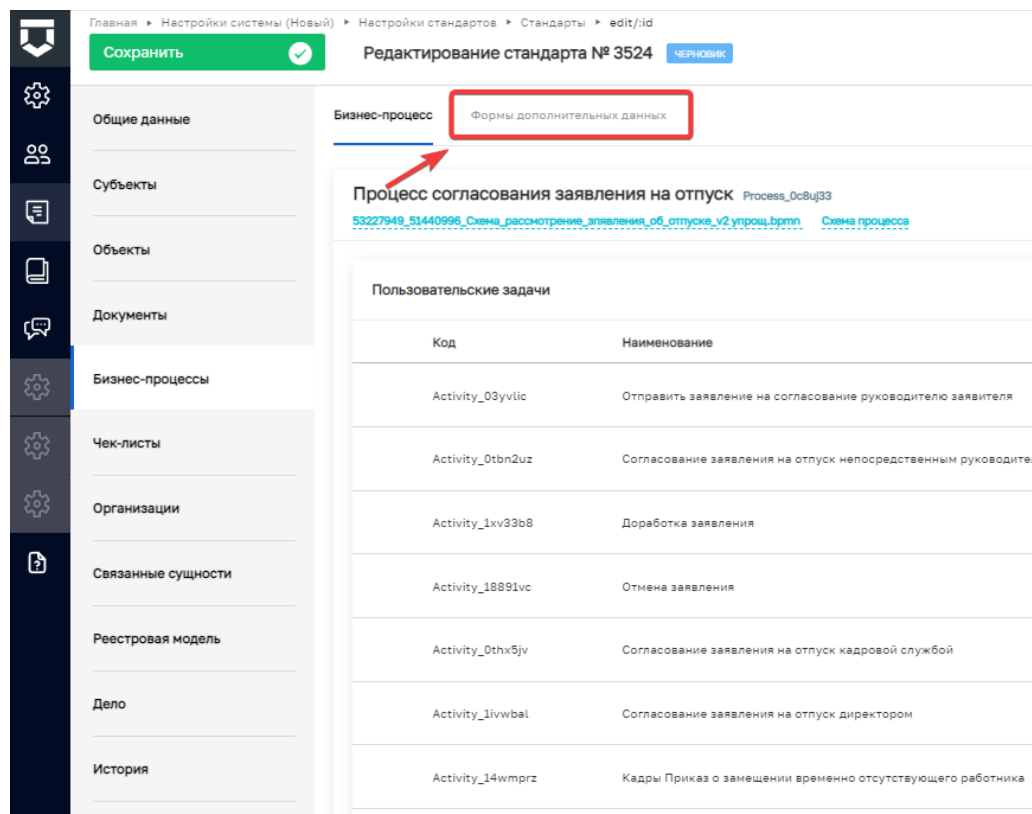 Главная ▸ Настройки системы (Новый) ▸ Настройки стандартов ▸ Стандарты ▸ edit/:id
Сохранить
Редактирование стандарта № 3524 ЧЕРНОВИК
Общие данные
Субъекты
Объекты
Документы
Бизнес-процессы
Чек-листы
Организации
Связанные сущности
Реестровая модель
Дело
История
Бизнес-процесс Формы дополнительных данных
Процесс согласования заявления на отпуск Process_0c8uj33
53227949_51440996_Схема_рассмотрение_зпявления_об_отпуске_v2 упрощ.bpmn Схема процесса
Пользовательские задачи
Код Наименование
Activity_03yvlic Отправить заявление на согласование руководителю заявителя
Activity_0tbn2uz Согласование заявления на отпуск непосредственным руководите
Activity_1xv33b8 Доработка заявления
Activity_18891vc Отмена заявления
Activity_0thx5jv Согласование заявления на отпуск кадровой службой
Activity_1ivwbal Согласование заявления на отпуск директором
Activity_14wmprz Кадры Приказ о замещении временно отсутствующего работника